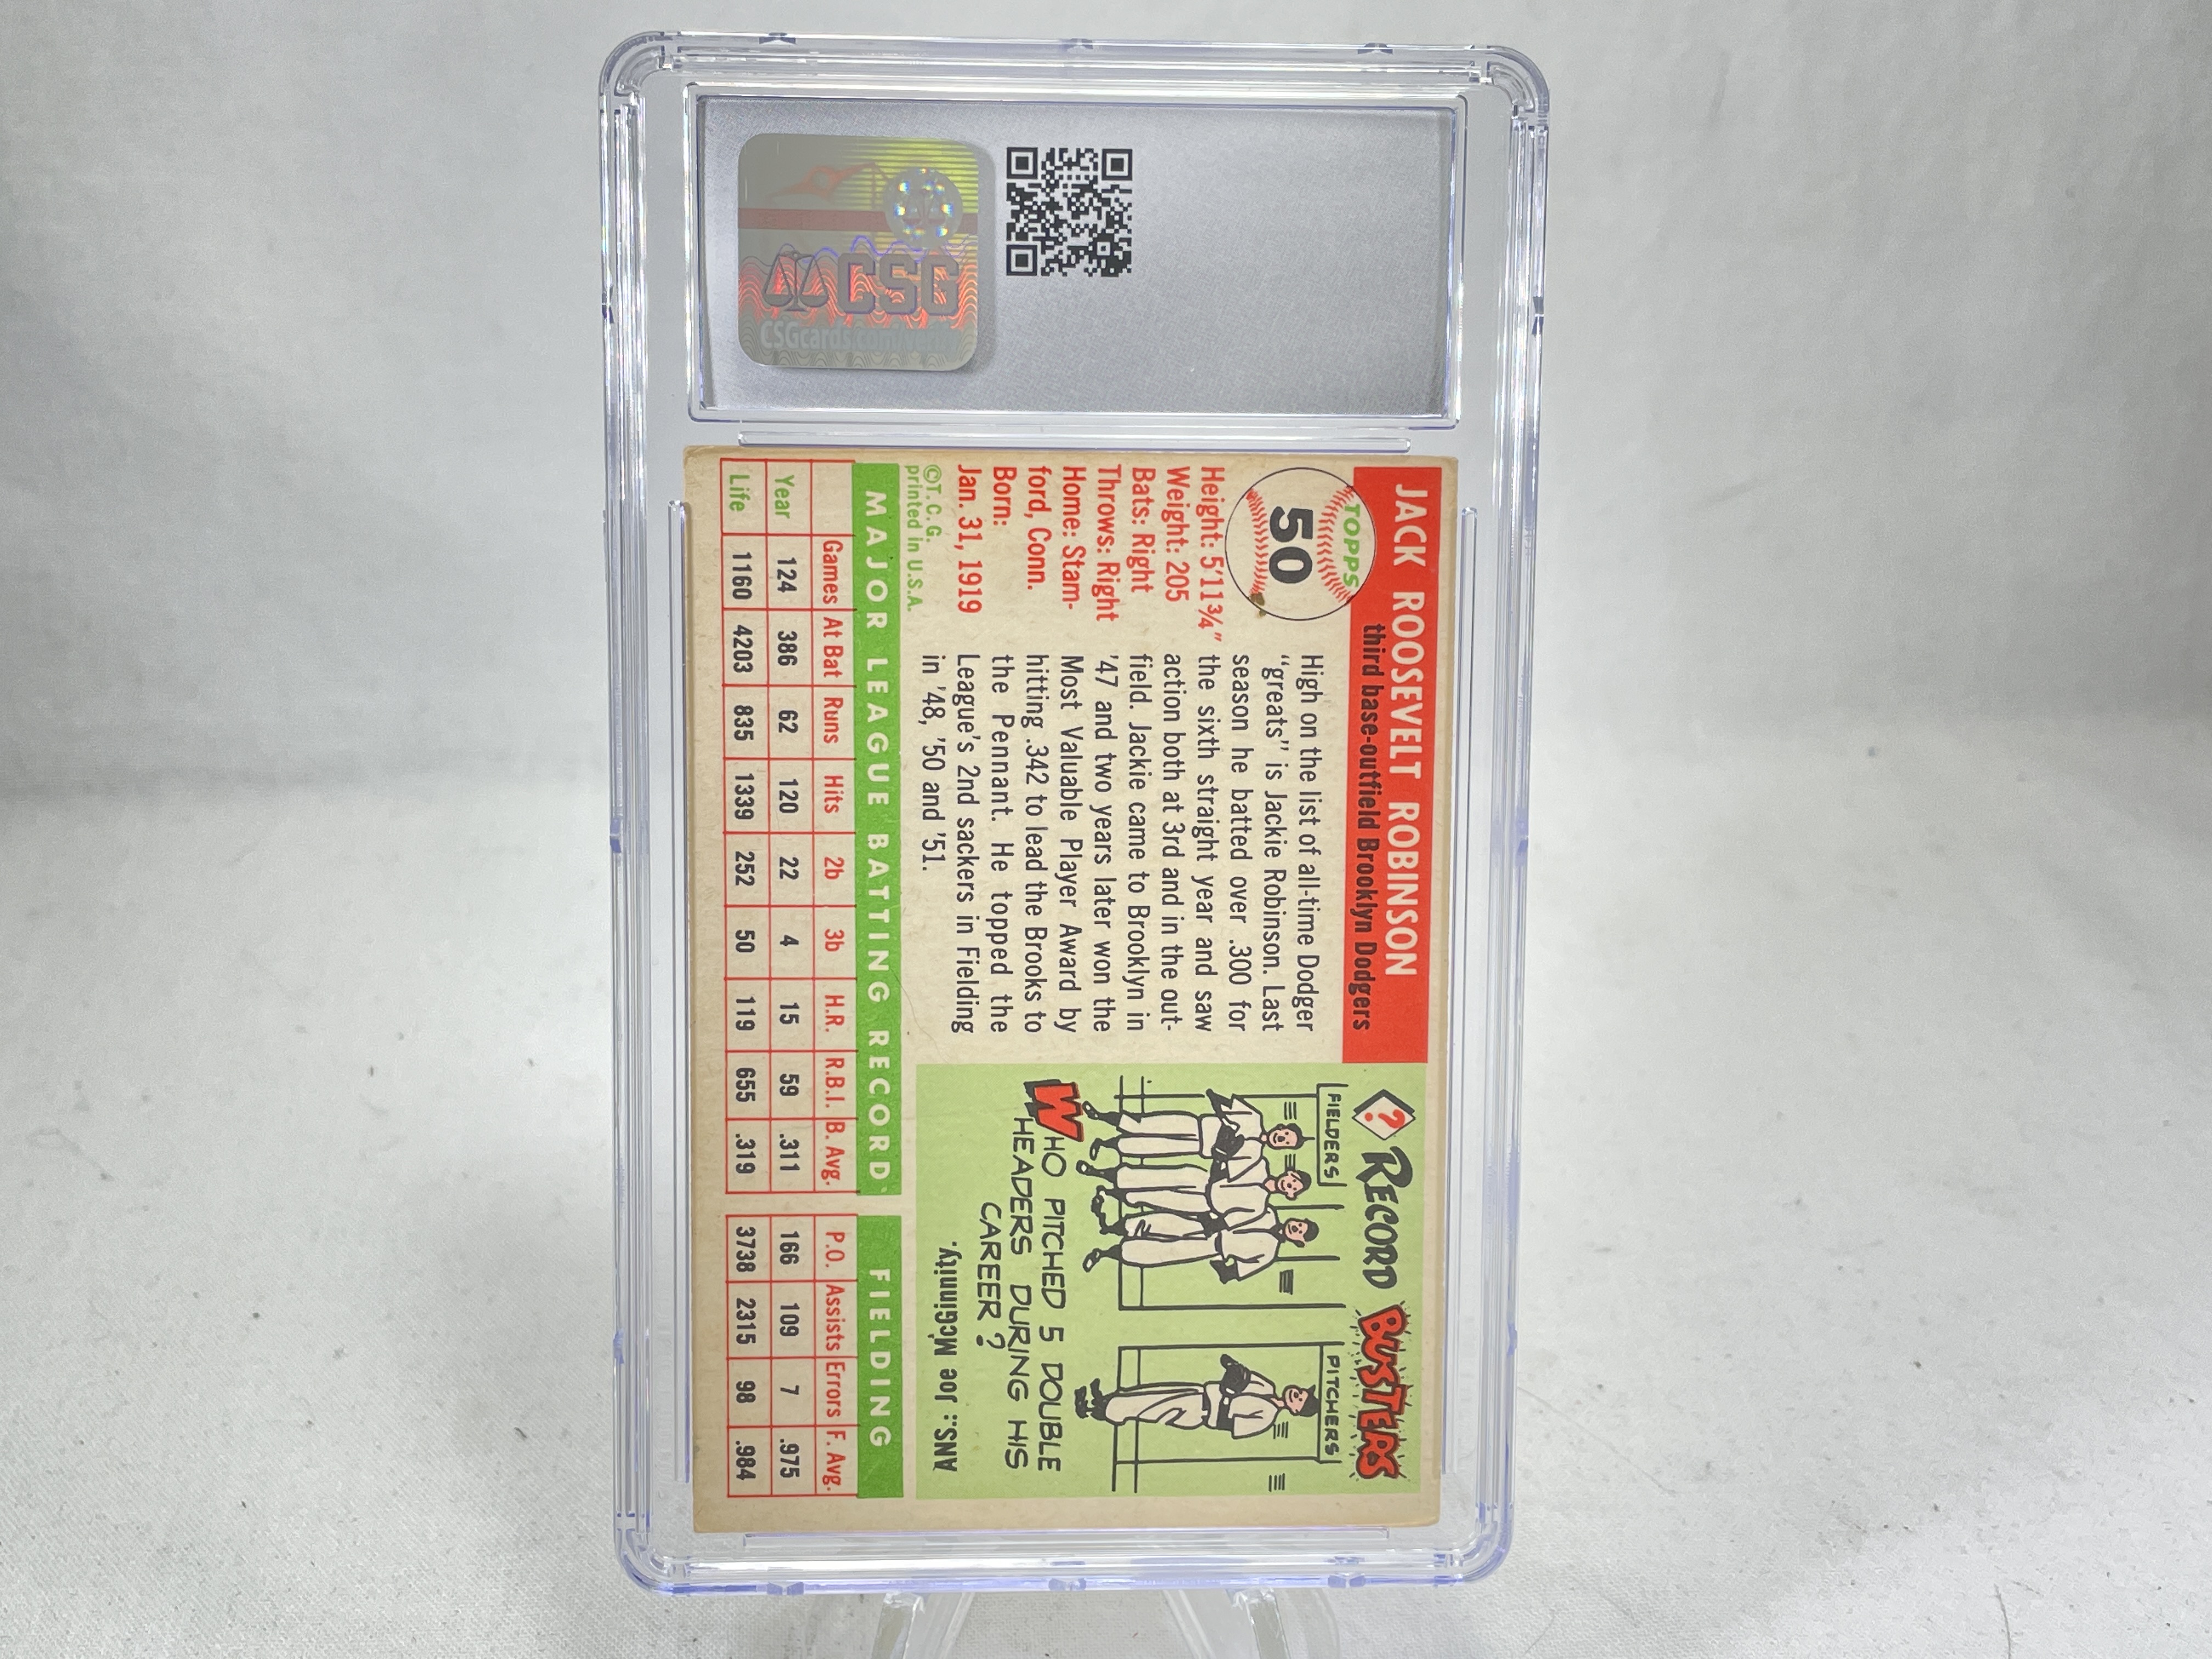 CSG
CSGcards.com/verify
JACK ROOSEVELT ROBINSON
third base-outfield Brooklyn Dodgers
TOPPS
50
Height: 5'11¾"
Weight: 205
Bats: Right
Throws: Right
Home: Stam-
ford, Conn.
Born:
Jan. 31, 1919
©T.C.G.
printed in U.S.A.
High on the list of all-time Dodger
“greats” is Jackie Robinson. Last
season he batted over .300 for
the sixth straight year and saw
action both at 3rd and in the out-
field. Jackie came to Brooklyn in
'47 and two years later won the
Most Valuable Player Award by
hitting .342 to lead the Brooks to
the Pennant. He topped the
League's 2nd sackers in Fielding
in '48, '50 and '51.
? RECORD BUSTERS
FIELDERS
PITCHERS
WHO PITCHED 5 DOUBLE
HEADERS DURING HIS
CAREER?
ANS.: Joe McGinnity.
MAJOR LEAGUE BATTING RECORD
FIELDING
Games At Bat Runs Hits 2b 3b H.R. R.B.I. B. Avg. P.O. Assists Errors F. Avg.
Year 124 386 62 120 22 4 15 59 .311 166 109 7 .975
Life 1160 4203 835 1339 252 50 119 655 .319 3738 2315 98 .984